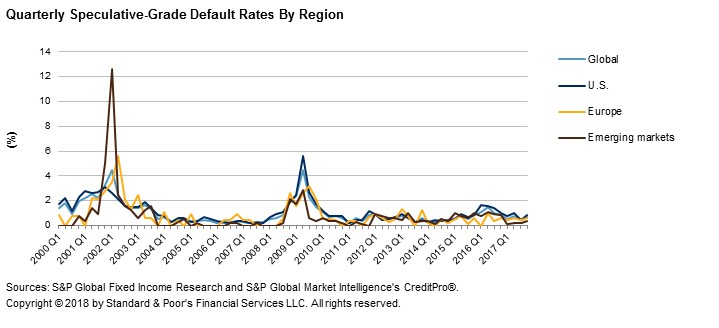 Quarterly Speculative-Grade Default Rates By Region
14
12
10
8
6
4
2
0
(%)
2000 Q1
2001 Q1
2002 Q1
2003 Q1
2004 Q1
2005 Q1
2006 Q1
2007 Q1
2008 Q1
2009 Q1
2010 Q1
2011 Q1
2012 Q1
2013 Q1
2014 Q1
2015 Q1
2016 Q1
2017 Q1
Global
U.S.
Europe
Emerging markets
Sources: S&P Global Fixed Income Research and S&P Global Market Intelligence's CreditPro®.
Copyright © 2018 by Standard & Poor's Financial Services LLC. All rights reserved.